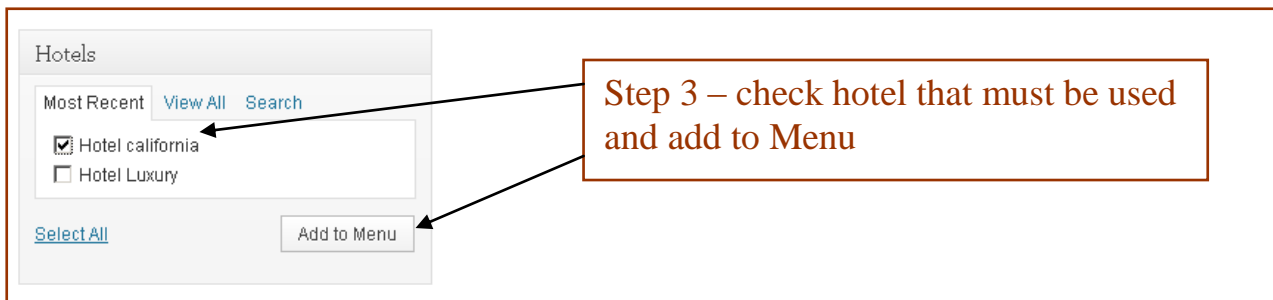 Hotels
Most Recent View All Search
Hotel california
Hotel Luxury
Select All Add to Menu
Step 3 – check hotel that must be used
and add to Menu